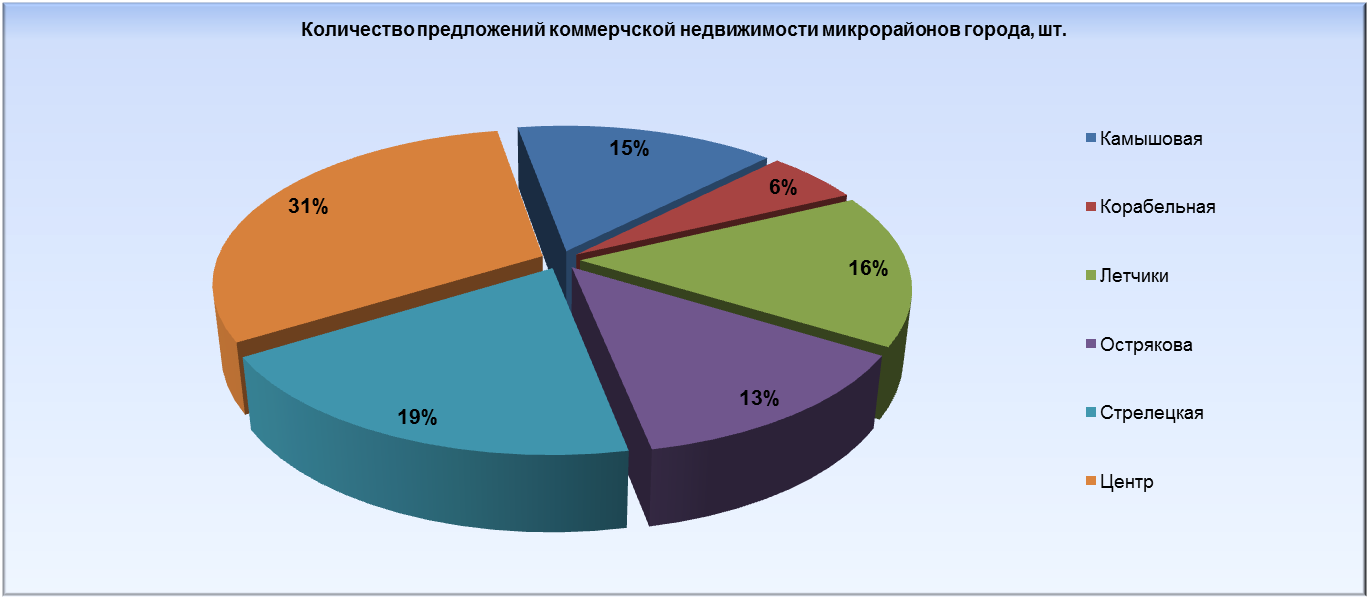 Количество предложений коммерчской недвижимости микрорайонов города, шт.
15%
6%
31%
16%
13%
19%
Камышовая
Корабельная
Летчики
Острякова
Стрелецкая
Центр